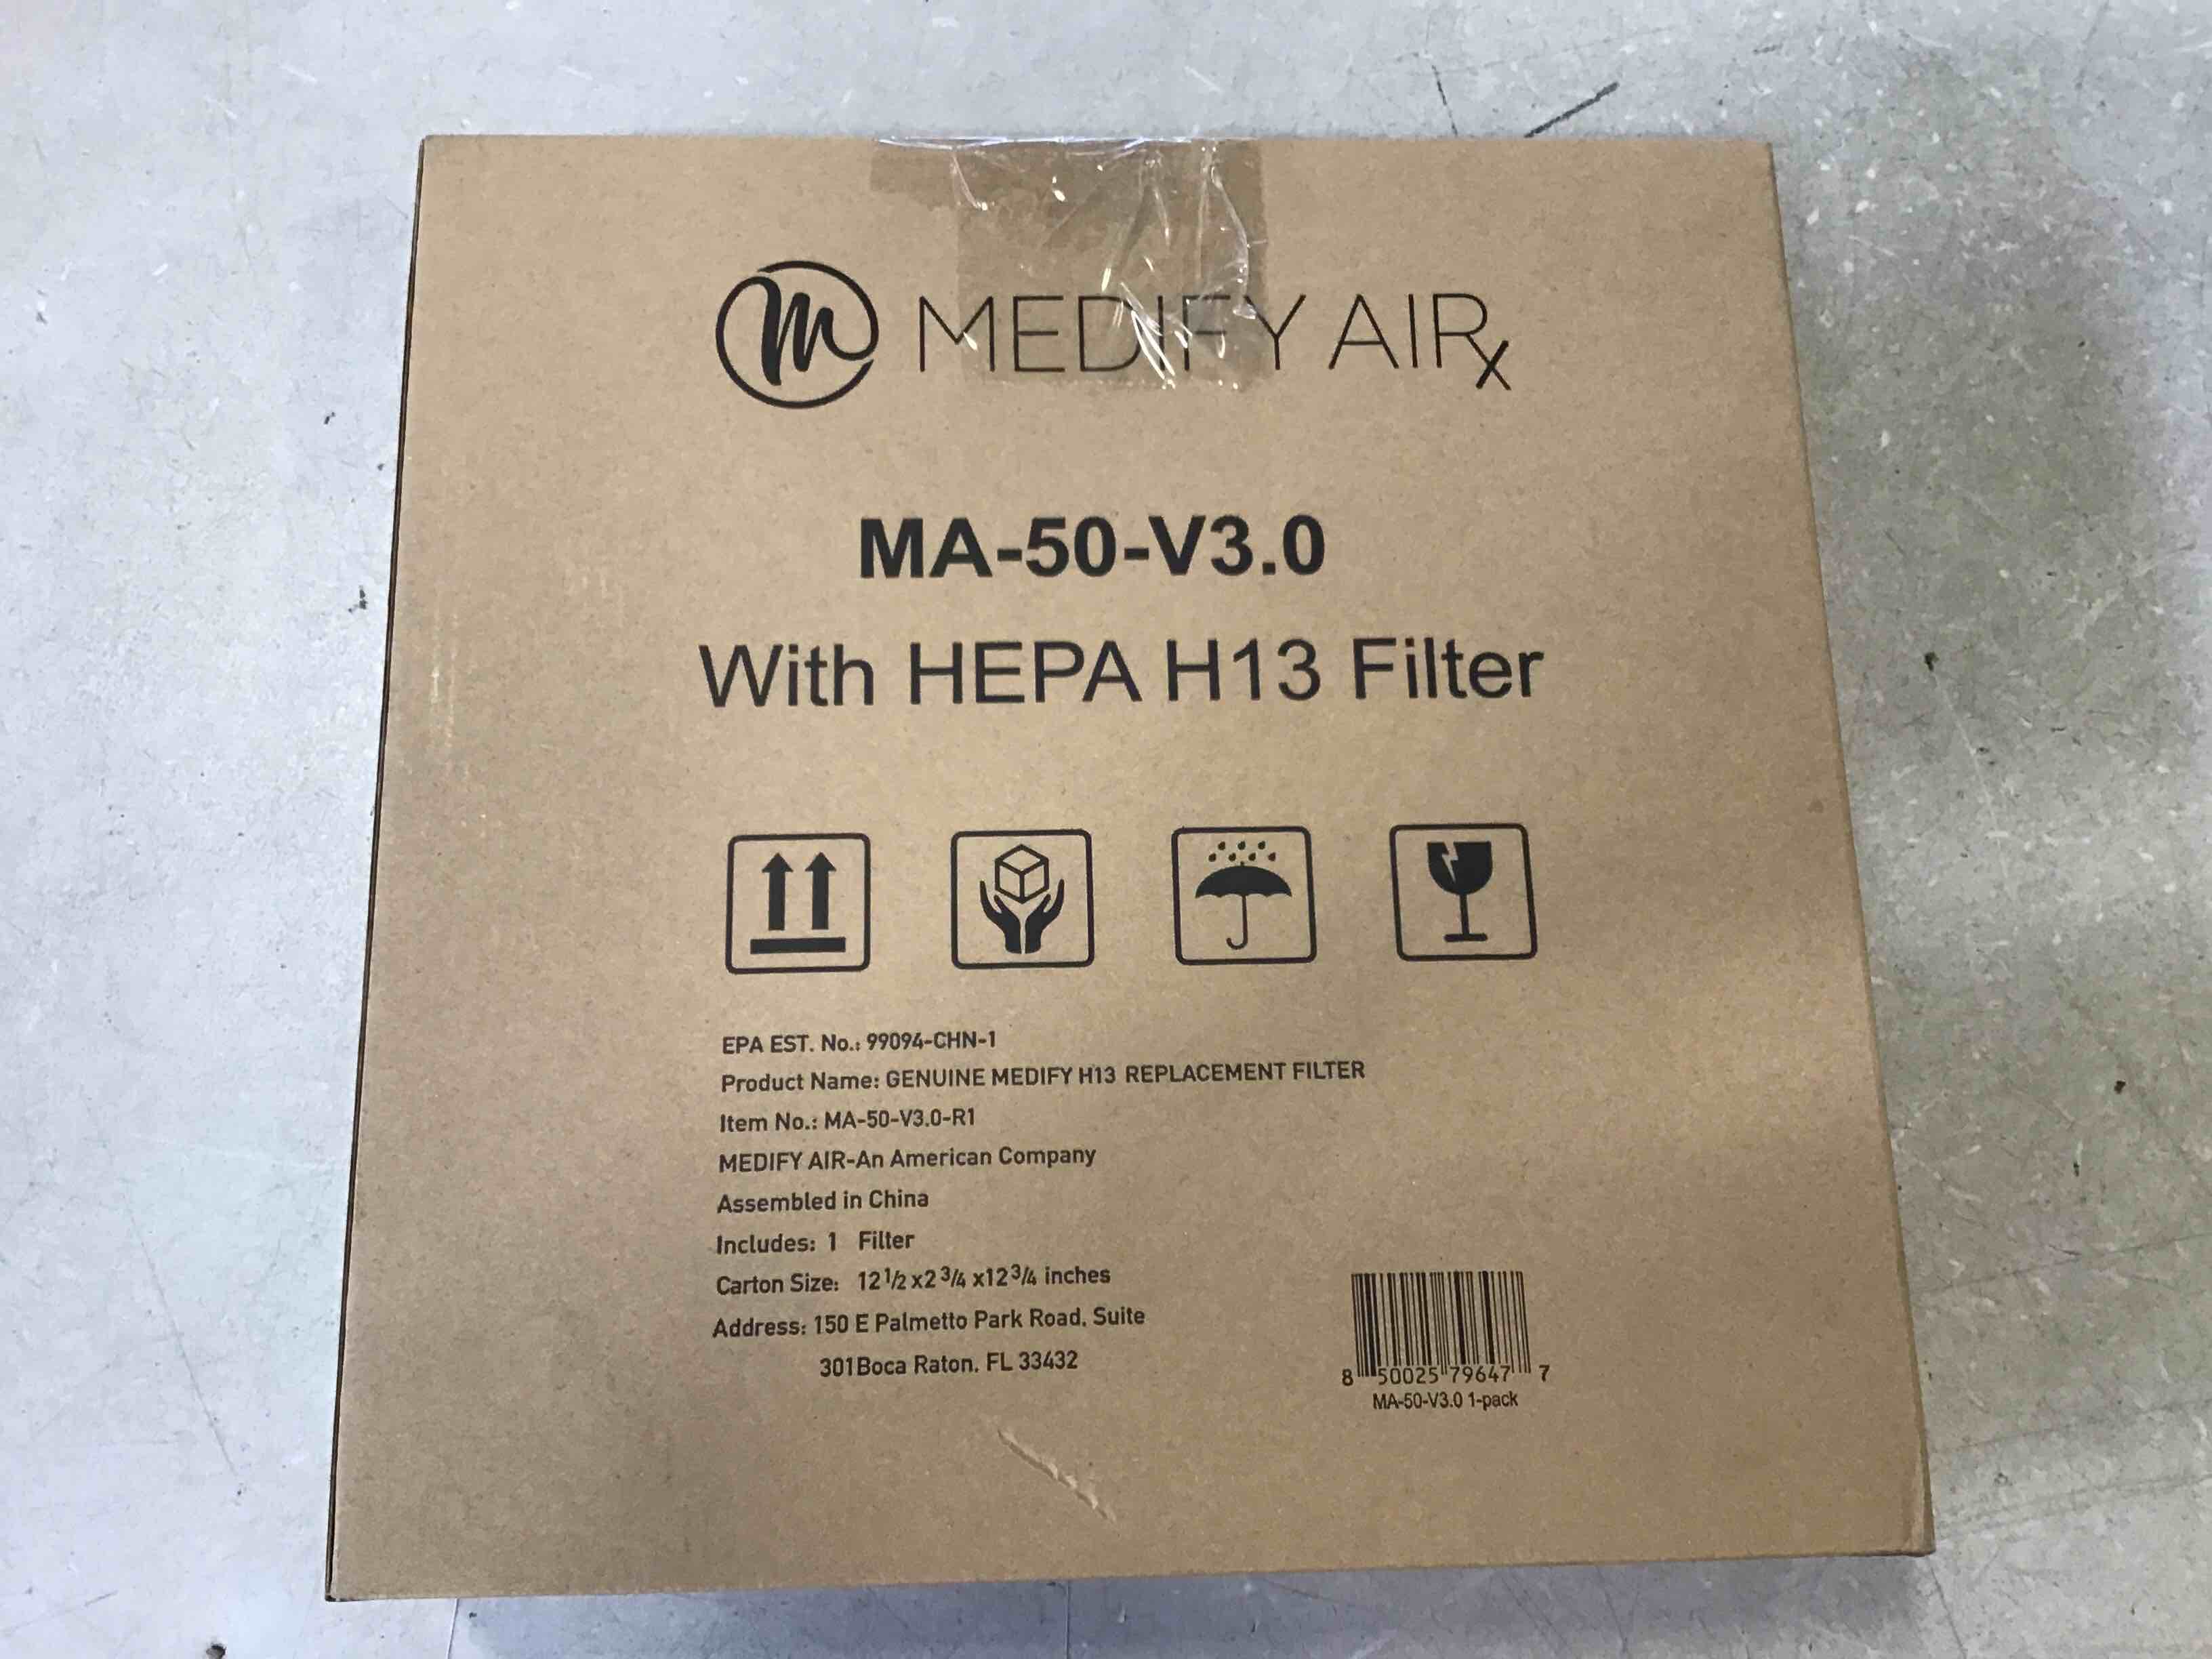 m MEDIFY AIRx
MA-50-V3.0
With HEPA H13 Filter
EPA EST. No.: 99094-CHN-1
Product Name: GENUINE MEDIFY H13 REPLACEMENT FILTER
Item No.: MA-50-V3.0-R1
MEDIFY AIR-An American Company
Assembled in China
Includes: 1 Filter
Carton Size: 12 1/2 x2 3/4 x12 3/4 inches
Address: 150 E Palmetto Park Road, Suite
301Boca Raton. FL 33432
8 50025 79647 7
MA-50-V3.0 1-pack